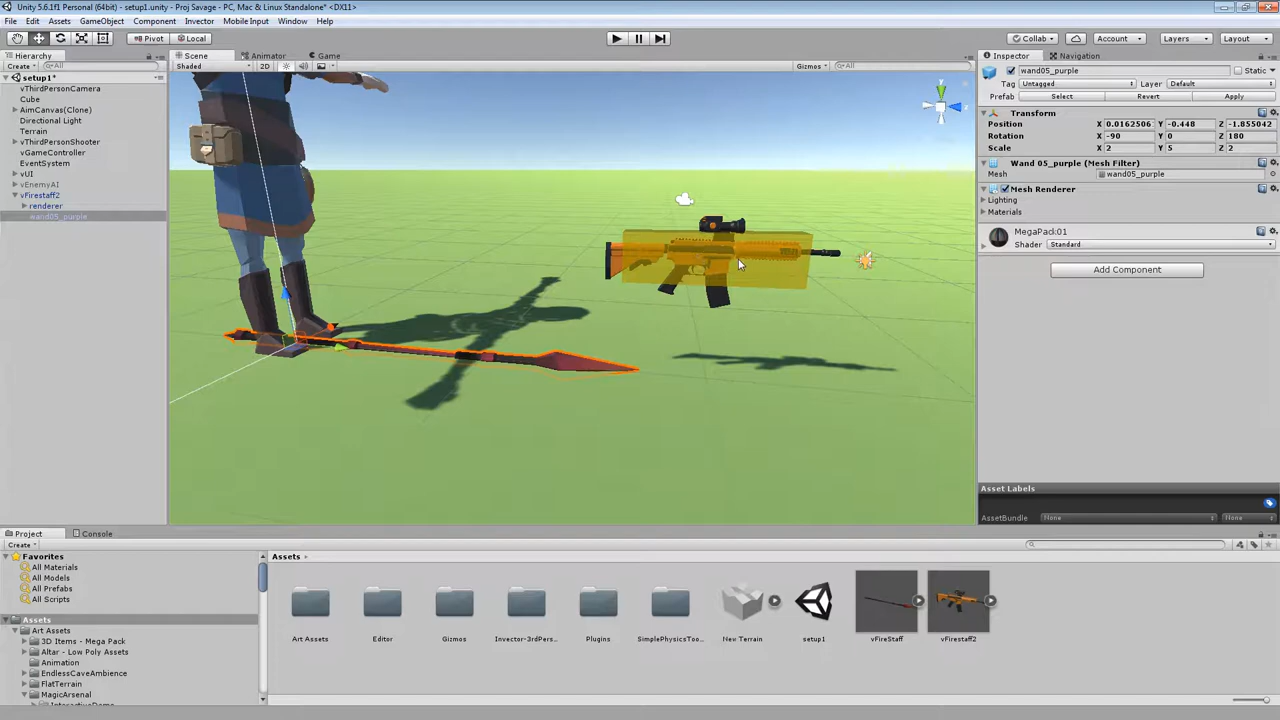 Unity 5.6.1f1 Personal (64bit) - setup1.unity - Proj Savage - PC, Mac & Linux Standalone* <DX11>
File Edit Assets GameObject Component Invector Mobile Input Window Help
Pivot Local Collab Account Layers Layout
Hierarchy
Create All
setup1*
vThirdPersonCamera
Cube
AimCanvas(Clone)
Directional Light
Terrain
vThirdPersonShooter
vGameController
EventSystem
vUI
vEnemyAI
vFirestaff2
renderer
wand05_purple
Scene Animator Game
Shaded 2D Gizmos All
y
z
Inspector Navigation
wand05_purple Static
Tag Untagged Layer Default
Prefab Select Revert Apply
Transform
Position X 0.0162506 Y -0.448 Z -1.855042
Rotation X -90 Y 0 Z 180
Scale X 2 Y 5 Z 2
Wand 05_purple (Mesh Filter)
Mesh wand05_purple
Mesh Renderer
Lighting
Materials
MegaPack01
Shader Standard
Add Component
Asset Labels
AssetBundle None None
Project Console
Create
Favorites
All Materials
All Models
All Prefabs
All Scripts
Assets
Art Assets
3D Items - Mega Pack
Altar - Low Poly Assets
Animation
EndlessCaveAmbience
FlatTerrain
MagicArsenal
InteractiveDemo
Assets
Art Assets Editor Gizmos Invector-3rdPers... Plugins SimplePhysicsToo... New Terrain setup1 vFireStaff vFirestaff2